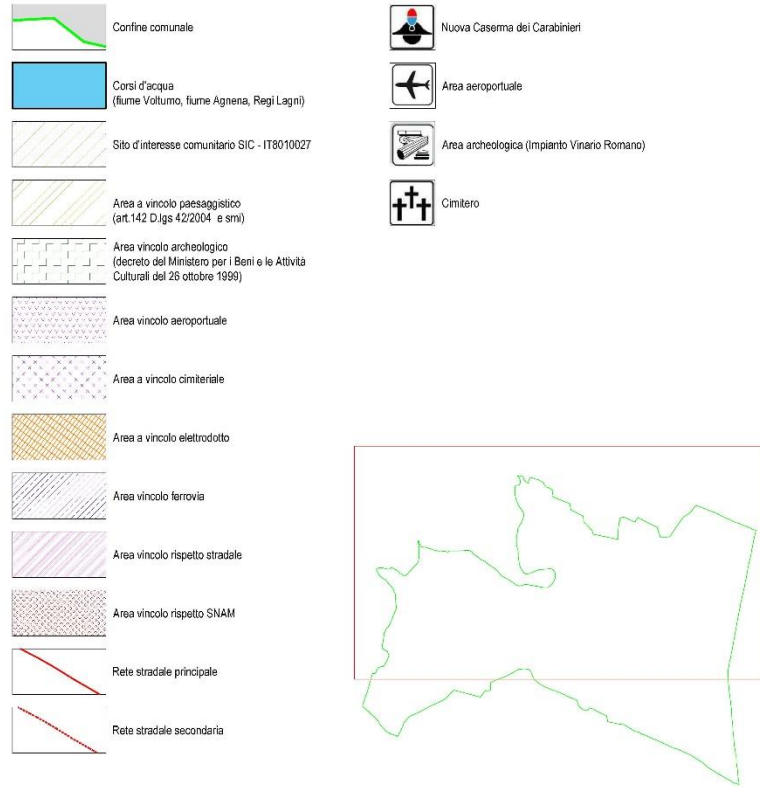 Confine comunale
Corsi d'acqua
(fiume Volturno, fiume Agnena, Regi Lagni)
Sito d'interesse comunitario SIC - IT8010027
Area a vincolo paesaggistico
(art.142 D.lgs 42/2004 e smi)
Area vincolo archeologico
(decreto del Ministero per i Beni e le Attività
Culturali del 26 ottobre 1999)
Area vincolo aeroportuale
Area a vincolo cimiteriale
Area a vincolo elettrodotto
Area vincolo ferrovia
Area vincolo rispetto stradale
Area vincolo rispetto SNAM
Rete stradale principale
Rete stradale secondaria
Nuova Caserma dei Carabinieri
Area aeroportuale
Area archeologica (Impianto Vinario Romano)
Cimitero